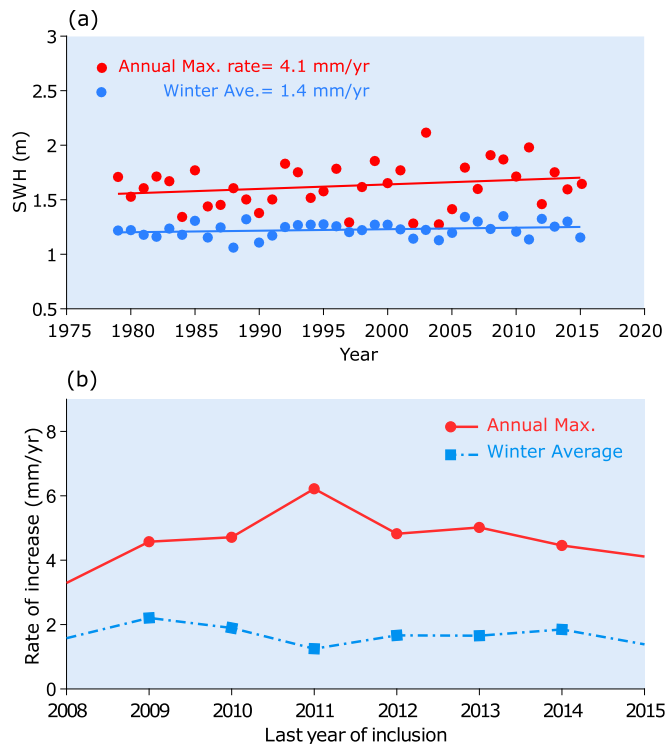 (a)
3
2.5
2
1.5
1
0.5
SWH (m)
Annual Max. rate= 4.1 mm/yr
Winter Ave.= 1.4 mm/yr
1975 1980 1985 1990 1995 2000 2005 2010 2015 2020
Year
(b)
8
6
4
2
0
Rate of increase (mm/yr)
Annual Max.
Winter Average
2008 2009 2010 2011 2012 2013 2014 2015
Last year of inclusion